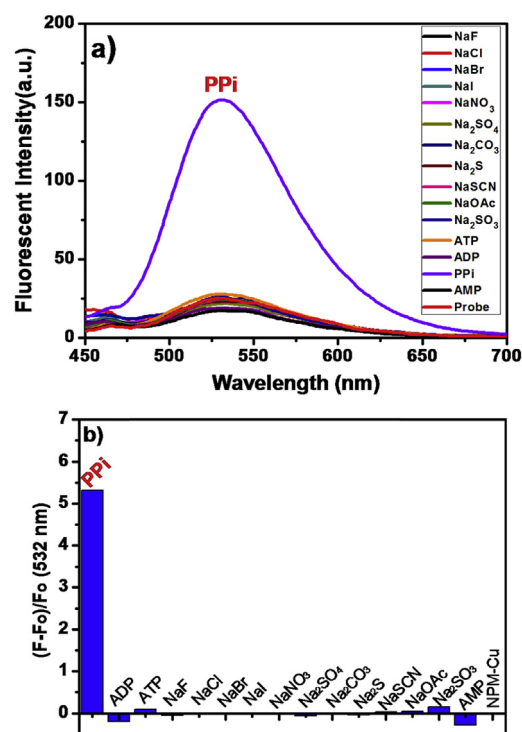 a)
PPi
Fluorescent Intensity(a.u.)
200
150
100
50
0
450 500 550 600 650 700
Wavelength (nm)
NaF
NaCl
NaBr
NaI
NaNO₃
Na₂SO₄
Na₂CO₃
Na₂S
NaSCN
NaOAc
Na₂SO₃
ATP
ADP
PPi
AMP
Probe
b)
PPi
(F-Fo)/Fo (532 nm)
7
6
5
4
3
2
1
0
ADP
ATP
NaF
NaCl
NaBr
NaI
NaNO₃
Na₂SO₄
Na₂CO₃
Na₂S
NaSCN
NaOAc
Na₂SO₃
AMP
NPM-Cu